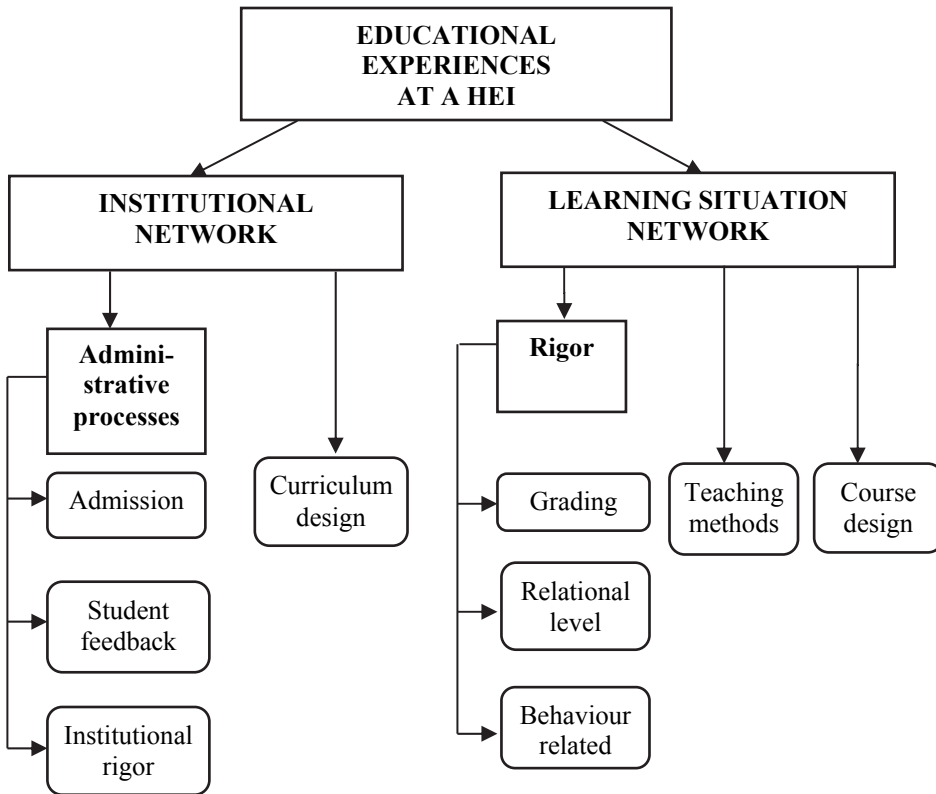 EDUCATIONAL
EXPERIENCES
AT A HEI
INSTITUTIONAL
NETWORK
LEARNING SITUATION
NETWORK
Admini-
strative
processes
Rigor
Admission
Curriculum
design
Grading
Teaching
methods
Course
design
Student
feedback
Relational
level
Institutional
rigor
Behaviour
related